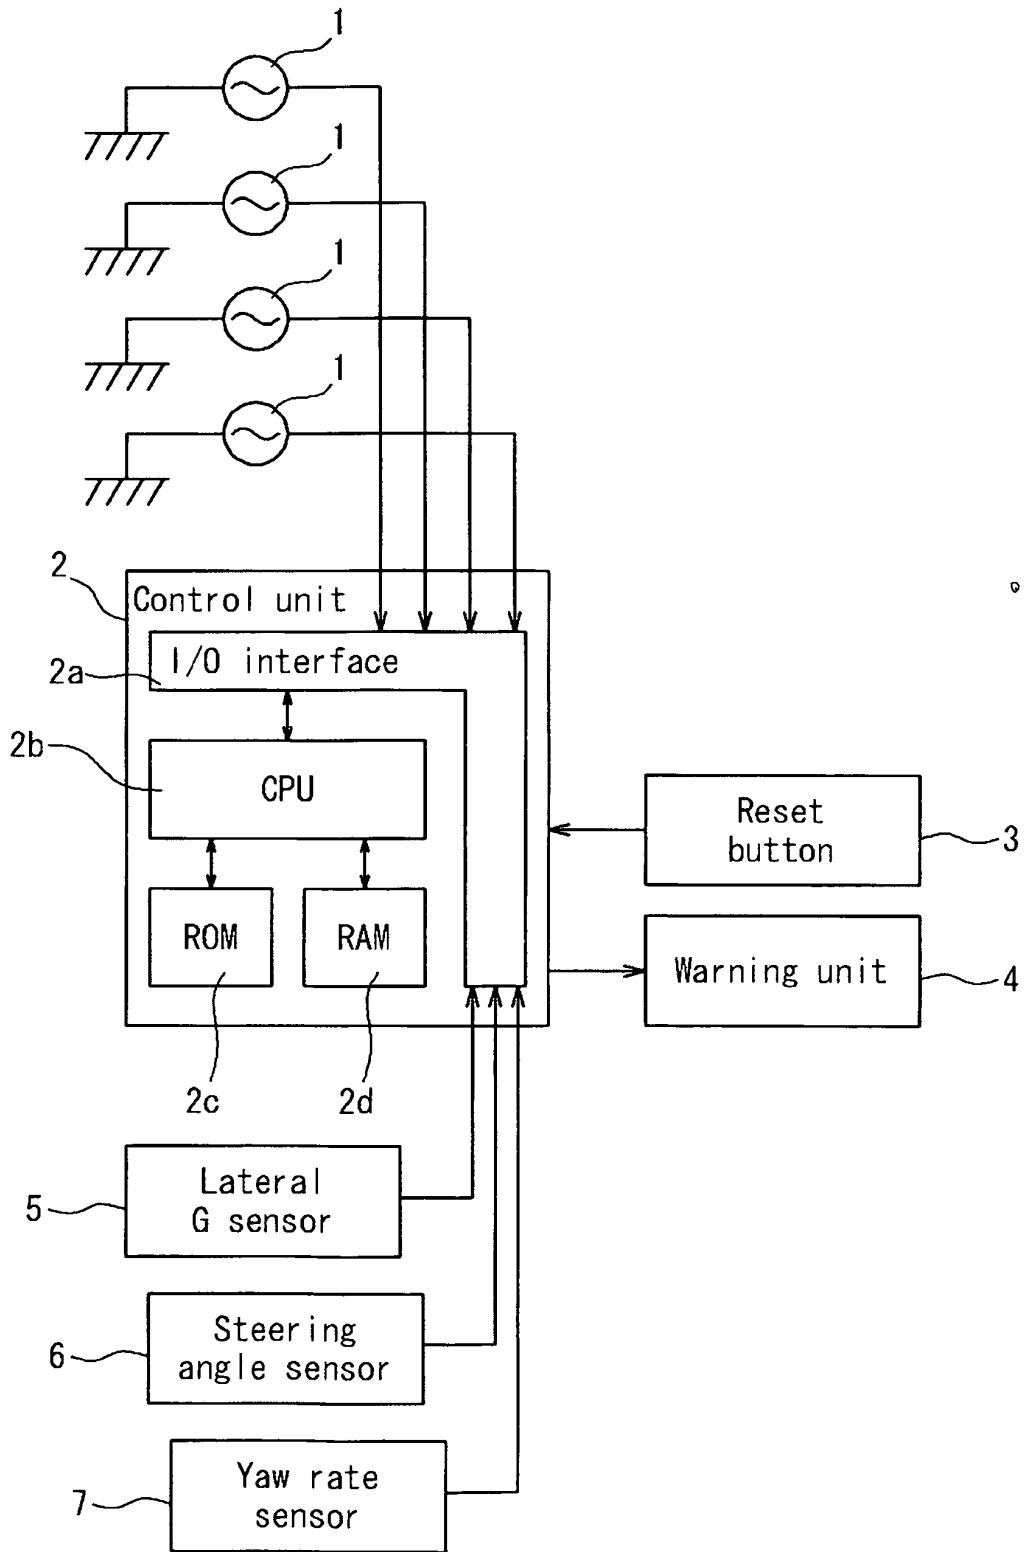 1
1
1
1
2
Control unit
I/O interface
2a
2b
CPU
Reset
button
3
ROM
RAM
Warning unit
4
2c
2d
Lateral
G sensor
5
Steering
angle sensor
6
Yaw rate
sensor
7